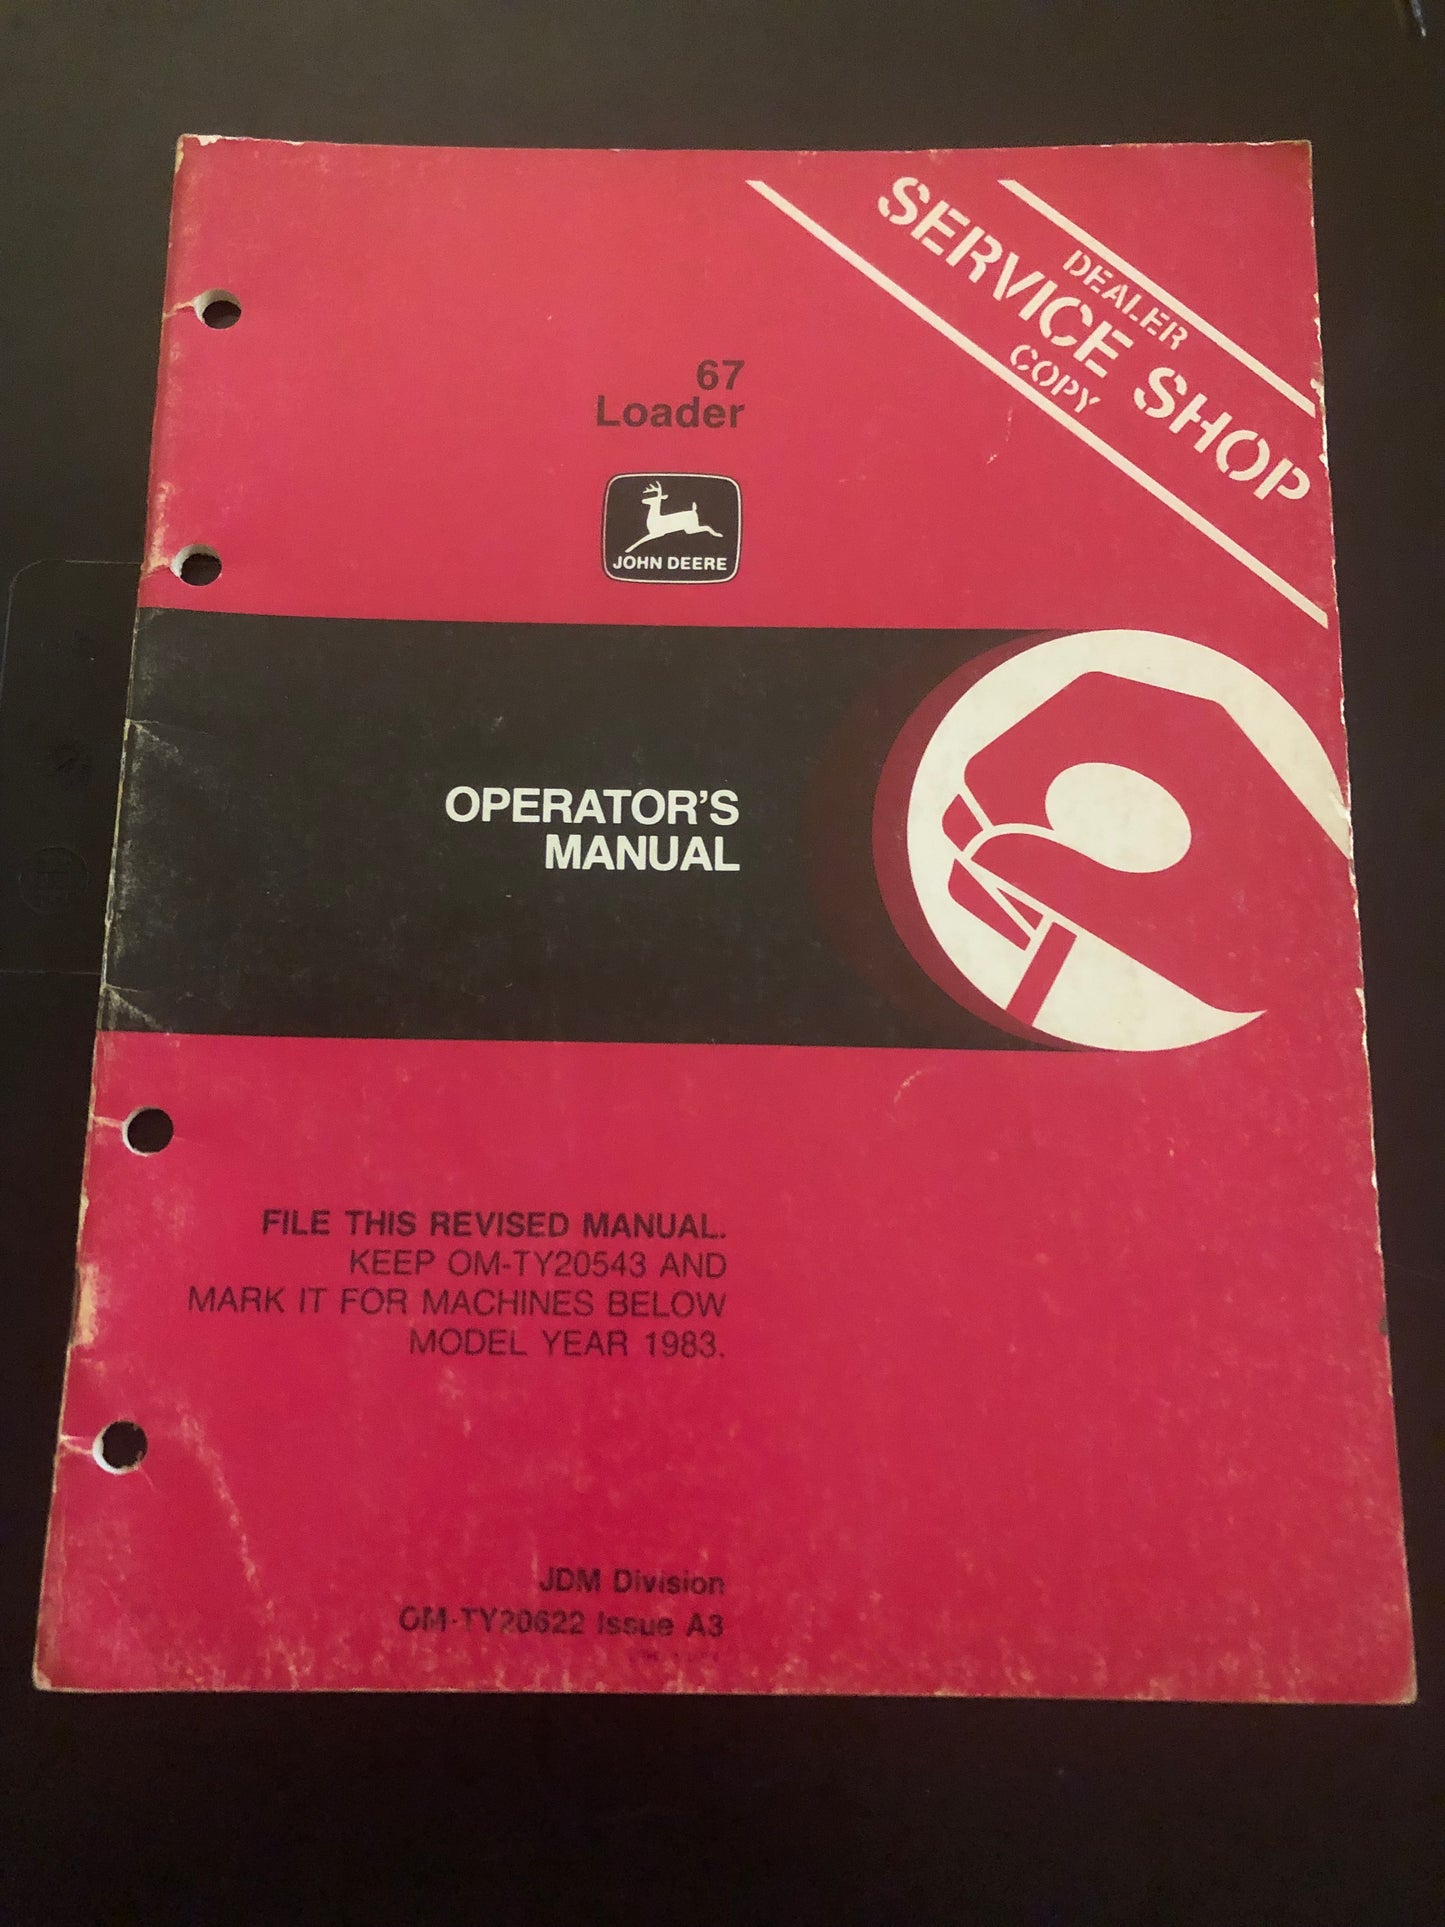 DEALER
SERVICE SHOP
COPY
67
Loader
JOHN DEERE
OPERATOR'S
MANUAL
FILE THIS REVISED MANUAL.
KEEP OM-TY20543 AND
MARK IT FOR MACHINES BELOW
MODEL YEAR 1983.
JDM Division
OM-TY20622 Issue A3